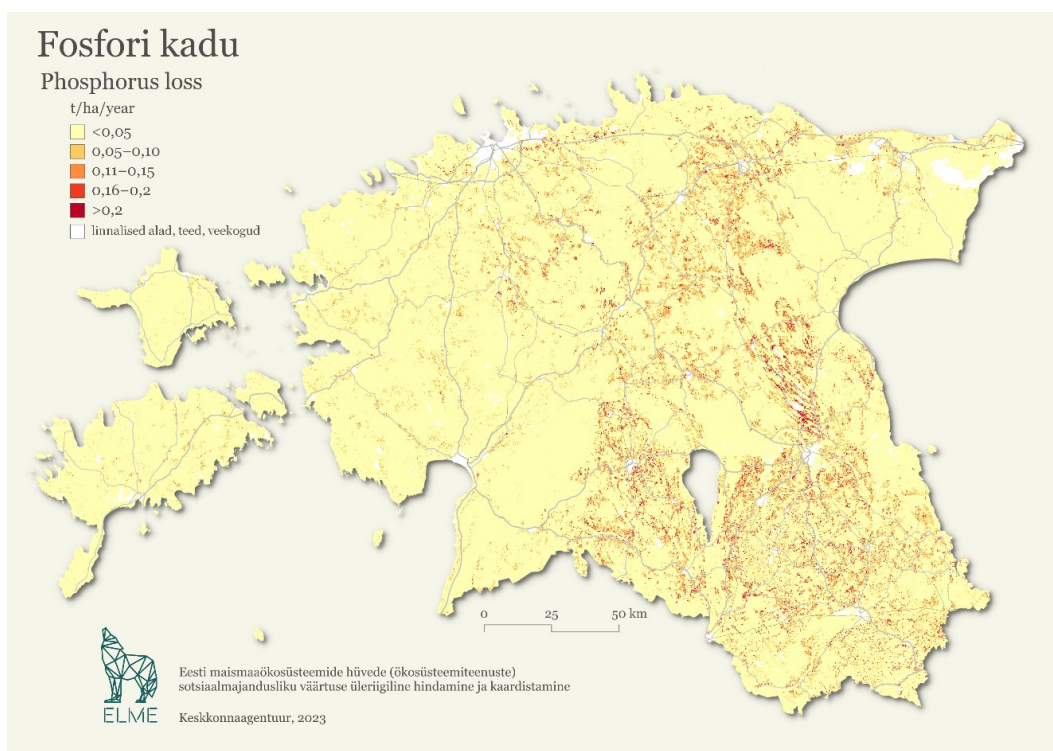 Fosfori kadu
Phosphorus loss
t/ha/year
<0,05
0,05–0,10
0,11–0,15
0,16–0,2
>0,2
linnalised alad, teed, veekogud
0 25 50 km
Eesti maismaaökosüsteemide hüvede (ökosüsteemiteenuste)
sotsiaalmajandusliku väärtuse üleriigiline hindamine ja kaardistamine
ELME
Keskkonnaagentuur, 2023